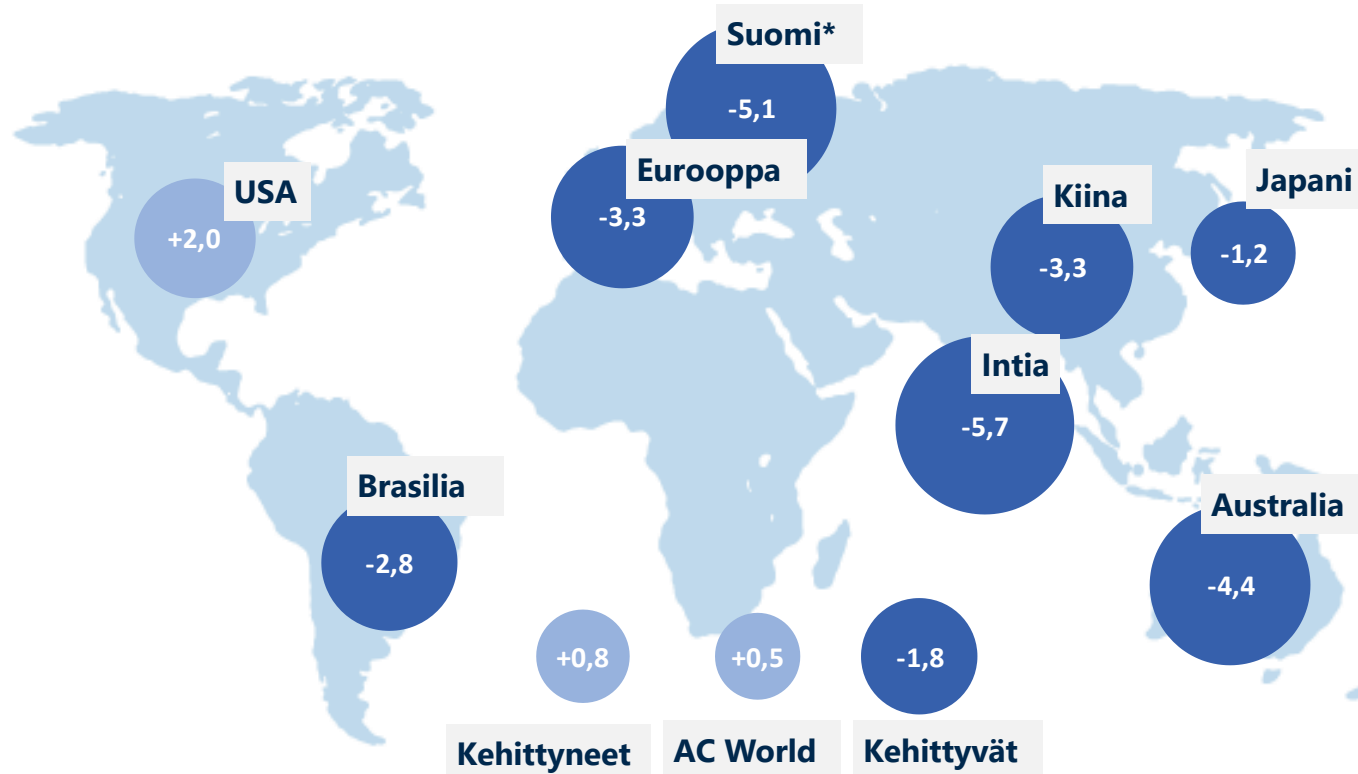 Suomi*
-5,1
Eurooppa
-3,3
USA
+2,0
Kiina
-3,3
Japani
-1,2
Intia
-5,7
Brasilia
-2,8
Australia
-4,4
+0,8
+0,5
-1,8
Kehittyneet
AC World
Kehittyvät